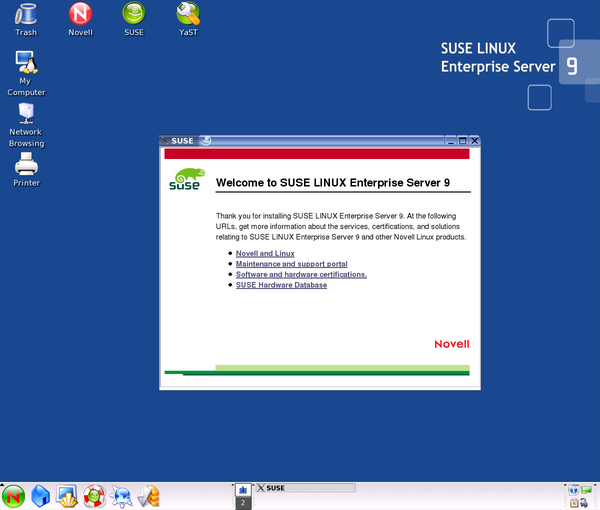 Trash
Novell
SUSE
YaST
SUSE LINUX
Enterprise Server 9
My
Computer
Network
Browsing
Printer
SUSE
SUSE
Welcome to SUSE LINUX Enterprise Server 9
Thank you for installing SUSE LINUX Enterprise Server 9. At the following
URLs, get more information about the services, certifications, and solutions
relating to SUSE LINUX Enterprise Server 9 and other Novell Linux products.
Novell and Linux
Maintenance and support portal
Software and hardware certifications.
SUSE Hardware Database
Novell
SUSE
2